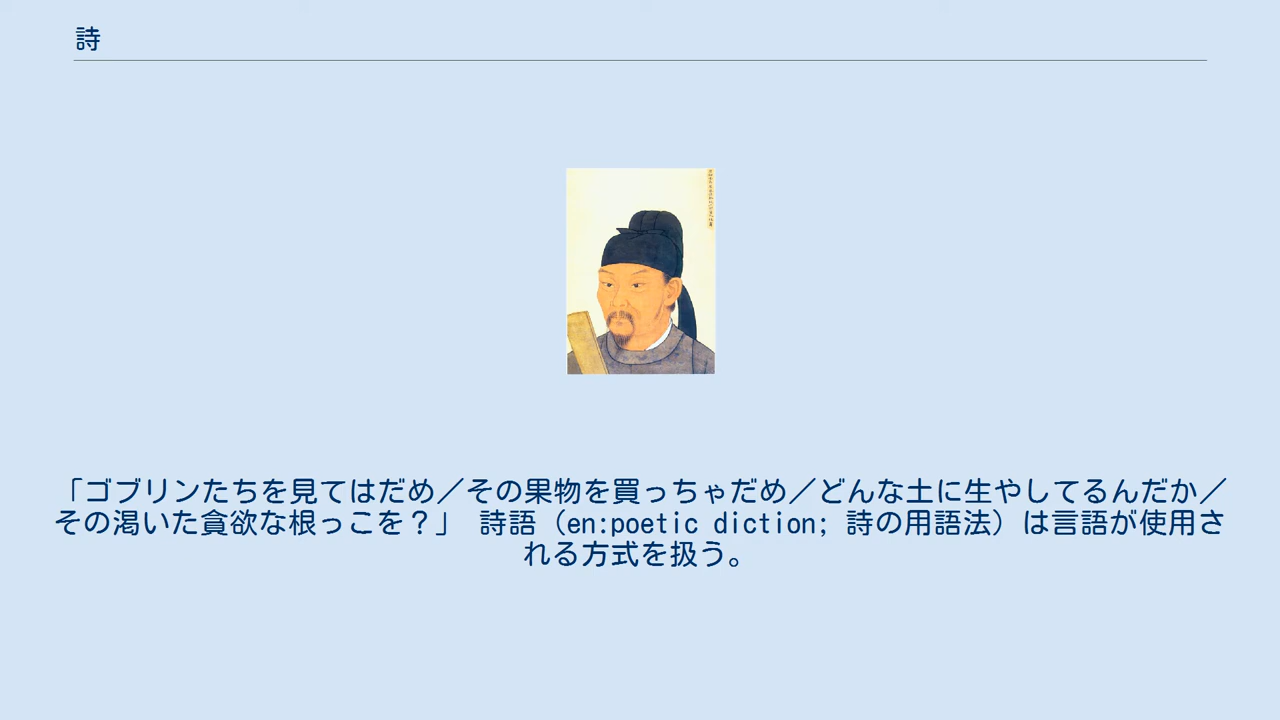 詩
「ゴブリンたちを見てはだめ／その果物を買っちゃだめ／どんな土に生やしてるんだか／
その渇いた貪欲な根っこを？」 詩語（en:poetic diction; 詩の用語法）は言語が使用さ
れる方式を扱う。